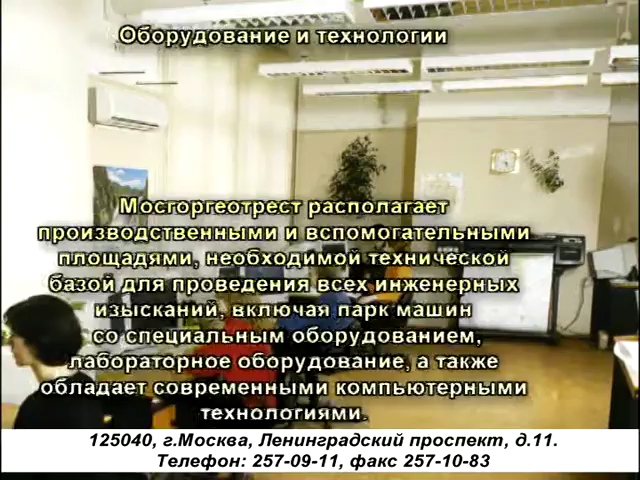 Оборудование и технологии
Мосгоргеотрест располагает
производственными и вспомогательными
площадями, необходимой технической
базой для проведения всех инженерных
изысканий, включая парк машин
со специальным оборудованием,
лабораторное оборудование, а также
обладает современными компьютерными
технологиями.
125040, г.Москва, Ленинградский проспект, д.11.
Телефон: 257-09-11, факс 257-10-83